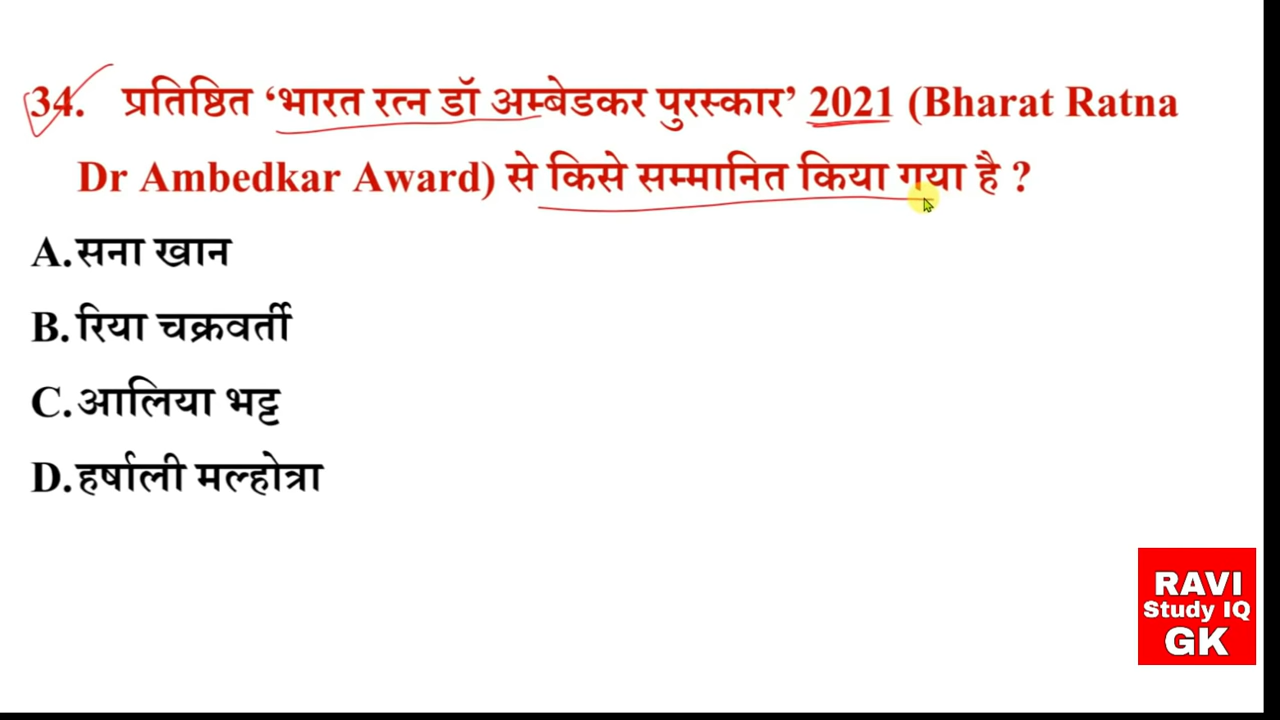 34. प्रतिष्ठित ‘भारत रत्न डॉ अम्बेडकर पुरस्कार’ 2021 (Bharat Ratna
Dr Ambedkar Award) से किसे सम्मानित किया गया है ?
A.सना खान
B.रिया चक्रवर्ती
C.आलिया भट्ट
D.हर्षाली मल्होत्रा
RAVI
Study IQ
GK